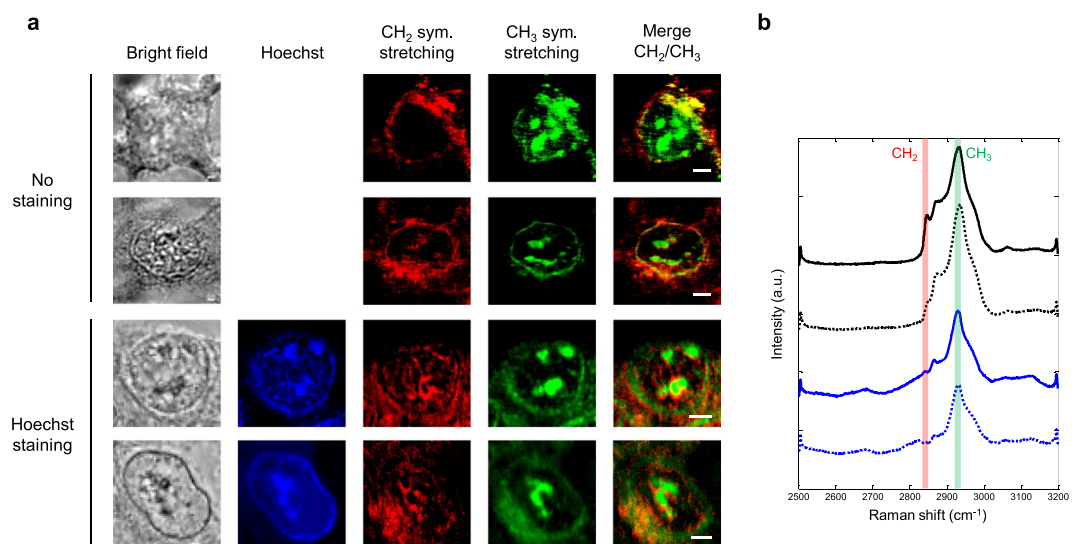 a
b
Bright field
Hoechst
CH₂ sym.
stretching
CH₃ sym.
stretching
Merge
CH₂/CH₃
No
staining
Hoechst
staining
CH₂
CH₃
Intensity (a.u.)
2500 2600 2700 2800 2900 3000 3100 3200
Raman shift (cm⁻¹)